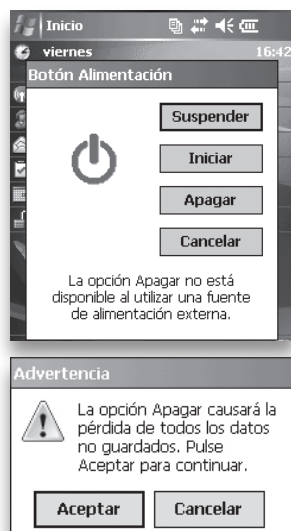 Inicio
viernes 16:42
Botón Alimentación
Suspender
Iniciar
Apagar
Cancelar
La opción Apagar no está
disponible al utilizar una fuente
de alimentación externa.
Advertencia
La opción Apagar causará la
pérdida de todos los datos
no guardados. Pulse
Aceptar para continuar.
Aceptar Cancelar